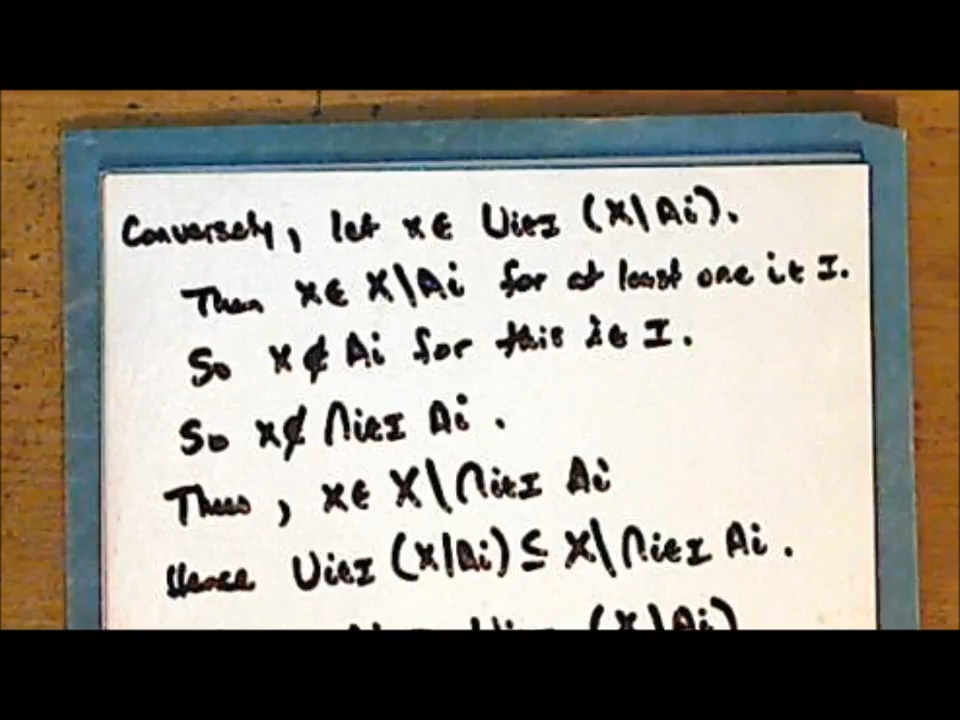 Conversely, let x ∈ ∪i∈I (X\Ai).
Then x ∈ X\Ai for at least one i ∈ I.
So x ∉ Ai for this i ∈ I.
So x ∉ ∩i∈I Ai.
Thus, x ∈ X\∩i∈I Ai
Hence ∪i∈I (X\Ai) ⊆ X\∩i∈I Ai.
(X\Ai)